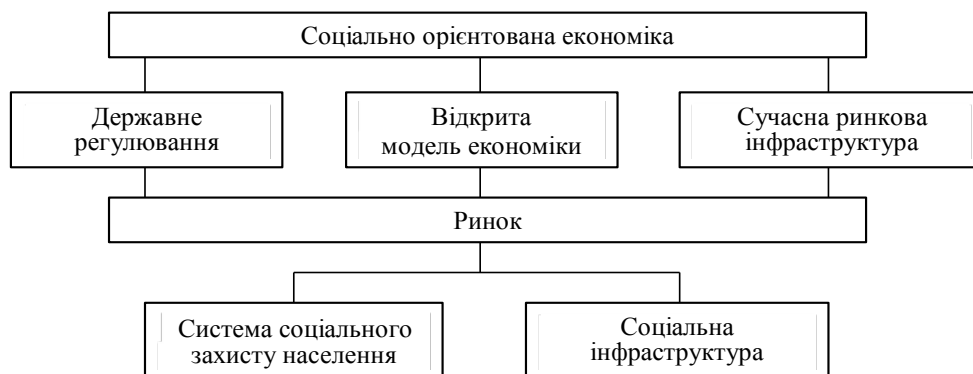 Соціально орієнтована економіка
Державне
регулювання
Відкрита
модель економіки
Сучасна ринкова
інфраструктура
Ринок
Система соціального
захисту населення
Соціальна
інфраструктура